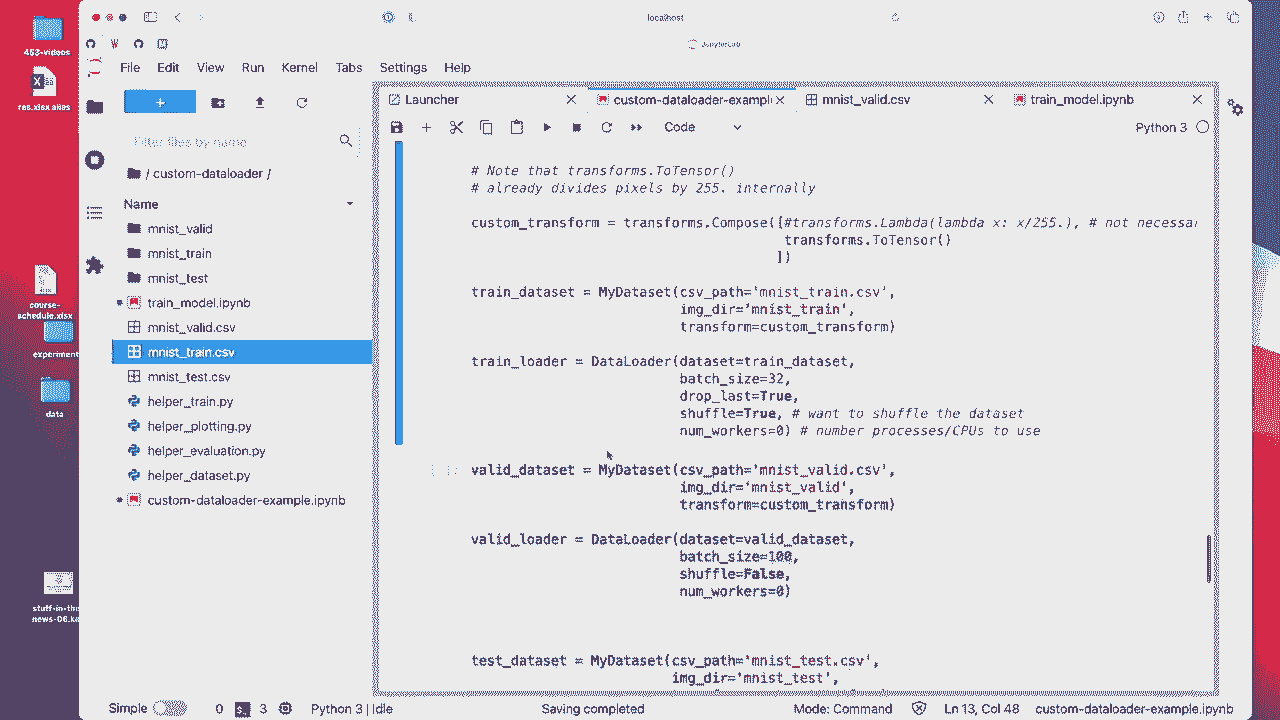 localhost
JupyterLab
453-videos
res.xlsx alias
course-
schedule.xlsx
experiment
data
stuff-in-the
File Edit View Run Kernel Tabs Settings Help
Filter files by name
/ custom-dataloader /
Name
mnist_valid
mnist_train
mnist_test
train_model.ipynb
mnist_valid.csv
mnist_train.csv
mnist_test.csv
helper_train.py
helper_plotting.py
helper_evaluation.py
helper_dataset.py
custom-dataloader-example.ipynb
Launcher
custom-dataloader-exampl
mnist_valid.csv
train_model.ipynb
Code
Python 3
# Note that transforms.ToTensor()
# already divides pixels by 255. internally
custom_transform = transforms.Compose([#transforms.Lambda(lambda x: x/255.), # not necessar
transforms.ToTensor()
])
train_dataset = MyDataset(csv_path='mnist_train.csv',
img_dir='mnist_train',
transform=custom_transform)
train_loader = DataLoader(dataset=train_dataset,
batch_size=32,
drop_last=True,
shuffle=True, # want to shuffle the dataset
num_workers=0) # number processes/CPUs to use
valid_dataset = MyDataset(csv_path='mnist_valid.csv',
img_dir='mnist_valid',
transform=custom_transform)
valid_loader = DataLoader(dataset=valid_dataset,
batch_size=100,
shuffle=False,
num_workers=0)
test_dataset = MyDataset(csv_path='mnist_test.csv',
img_dir='mnist_test',
Simple 0 3 Python 3 | Idle Saving completed Mode: Command Ln 13, Col 48 custom-dataloader-example.ipynb